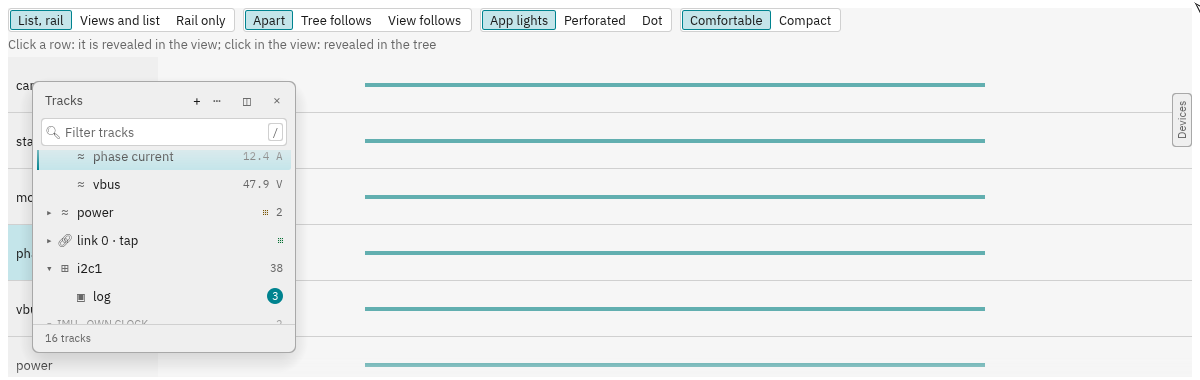 List, rail Views and list Rail only Apart Tree follows View follows App lights Perforated Dot Comfortable Compact
Click a row: it is revealed in the view; click in the view: revealed in the tree
Tracks
Filter tracks /
phase current 12.4 A
vbus 47.9 V
power 2
link 0 · tap
i2c1 38
log 3
16 tracks
power
Devices